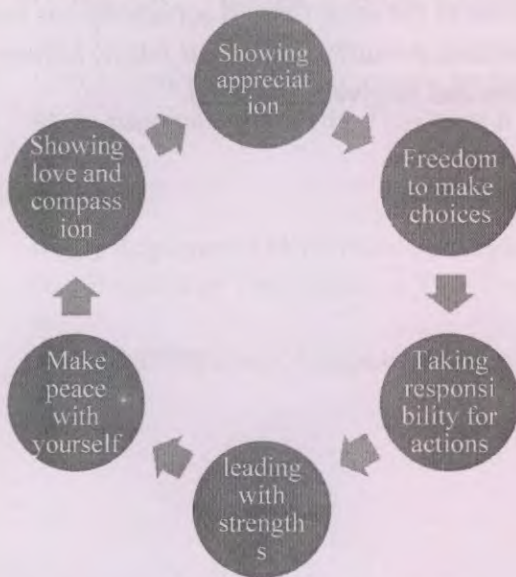 Showing
appreciat
ion
Freedom
to make
choices
Taking
responsi
bility for
actions
leading
with
strength
s
Make
peace
with
yourself
Showing
love and
compass
ion